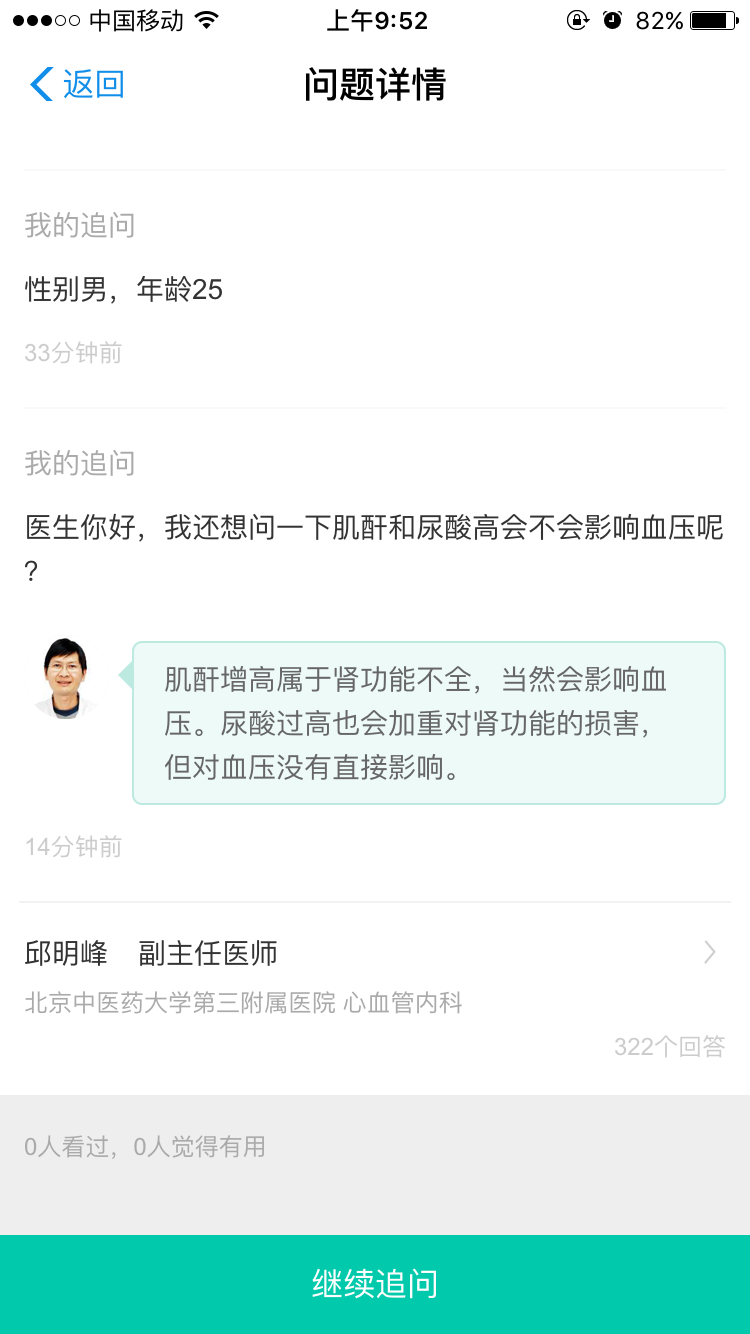 中国移动 上午9:52 82%
返回 问题详情
我的追问
性别男，年龄25
33分钟前
我的追问
医生你好，我还想问一下肌酐和尿酸高会不会影响血压呢
？
肌酐增高属于肾功能不全，当然会影响血
压。尿酸过高也会加重对肾功能的损害，
但对血压没有直接影响。
14分钟前
邱明峰 副主任医师
北京中医药大学第三附属医院 心血管内科
322个回答
0人看过，0人觉得有用
继续追问